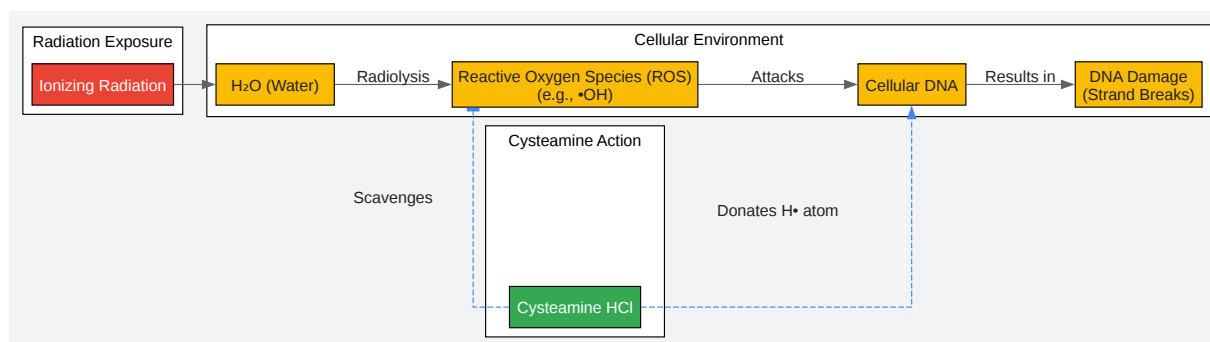 Radiation Exposure
Ionizing Radiation
Cellular Environment
H₂O (Water)
Radiolysis
Reactive Oxygen Species (ROS)
(e.g., •OH)
Attacks
Cellular DNA
Results in
DNA Damage
(Strand Breaks)
Cysteamine Action
Scavenges
Donates H• atom
Cysteamine HCl